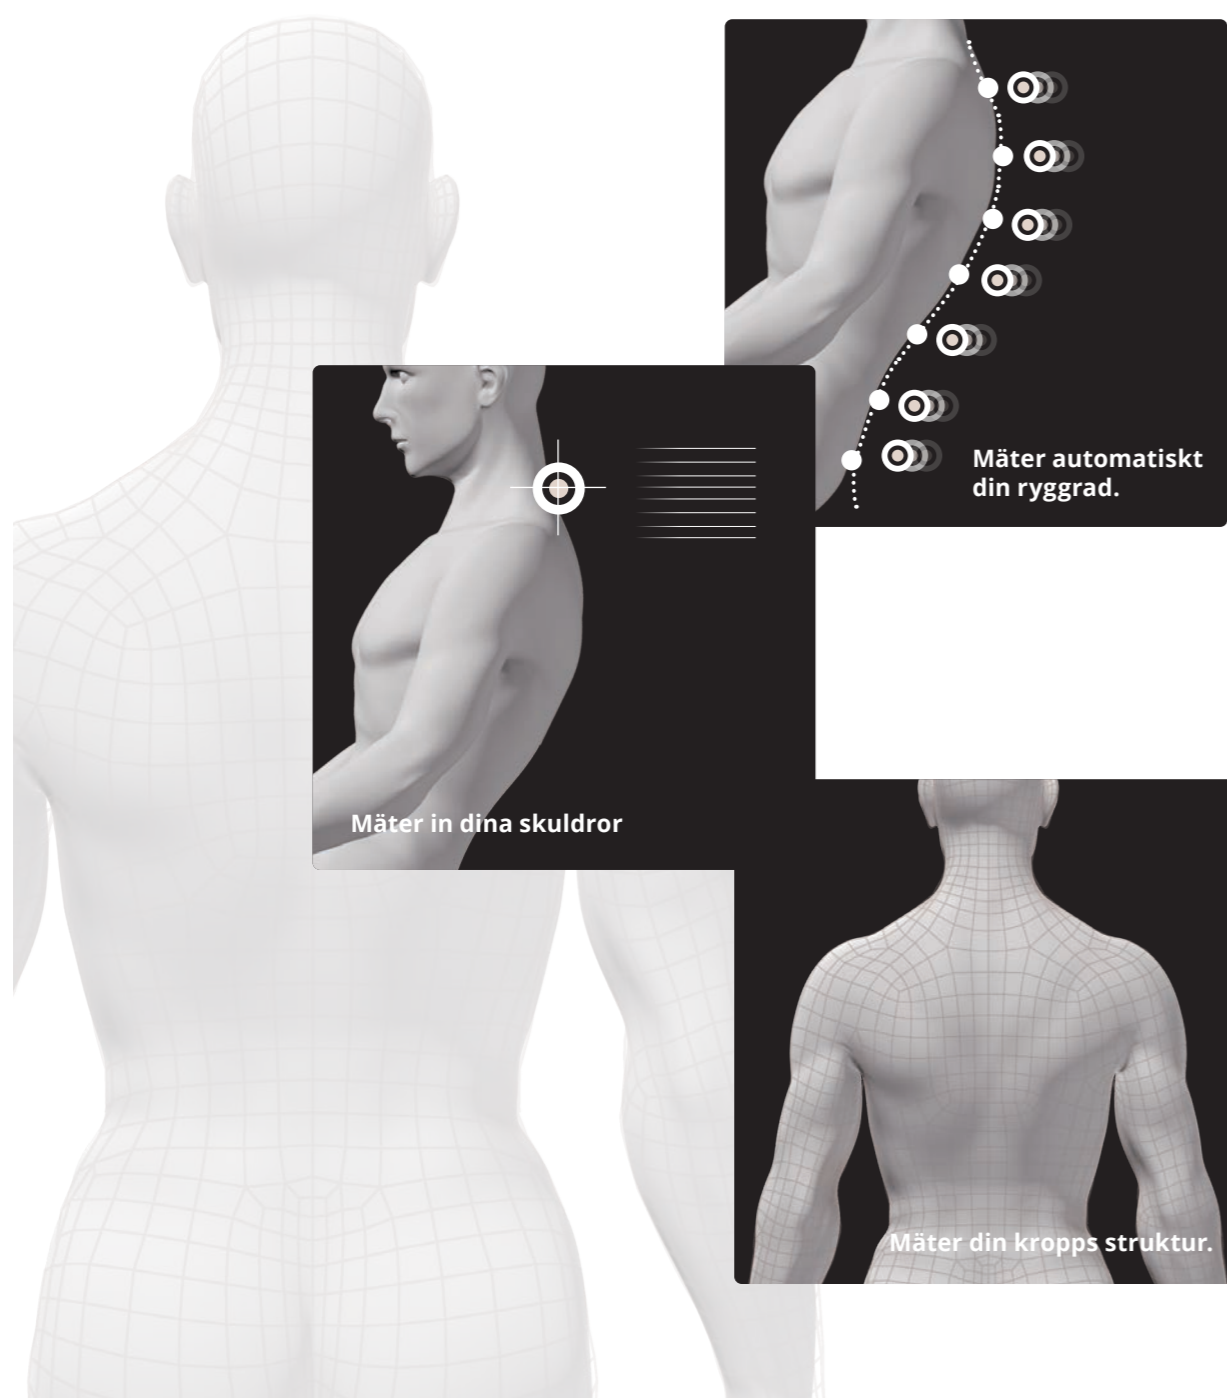 Mäter automatiskt
din ryggrad.
Mäter in dina skuldror
Mäter din kropps struktur.